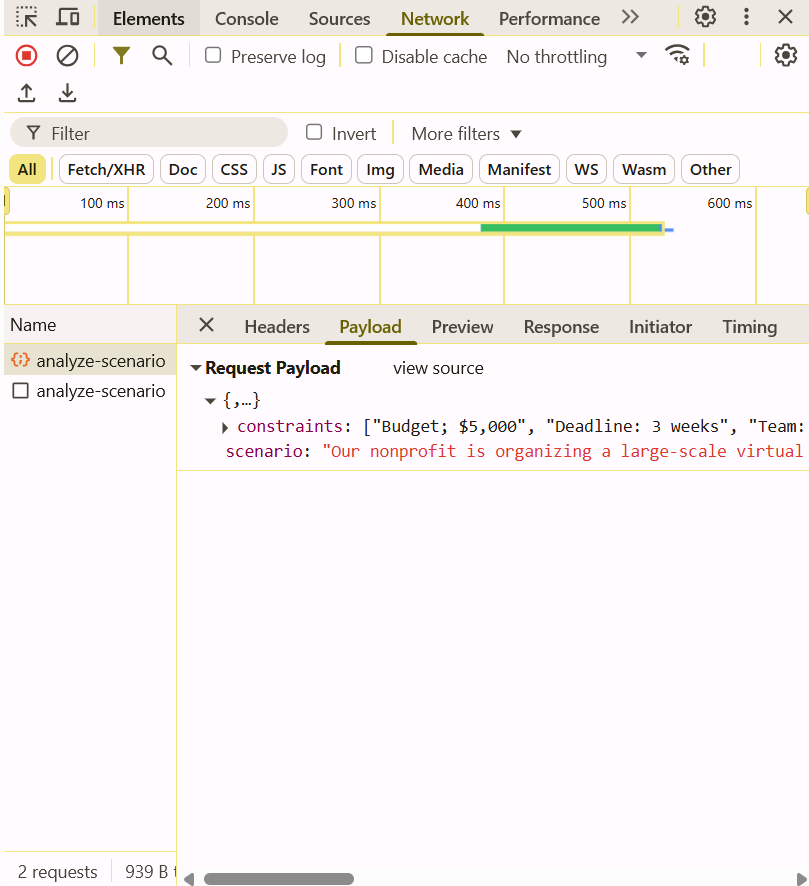 Elements Console Sources Network Performance
Preserve log Disable cache No throttling
Filter Invert More filters
All Fetch/XHR Doc CSS JS Font Img Media Manifest WS Wasm Other
100 ms 200 ms 300 ms 400 ms 500 ms 600 ms
Name
analyze-scenario
analyze-scenario
Headers Payload Preview Response Initiator Timing
Request Payload view source
{,…}
constraints: ["Budget; $5,000", "Deadline: 3 weeks", "Team:
scenario: "Our nonprofit is organizing a large-scale virtual
2 requests 939 B t